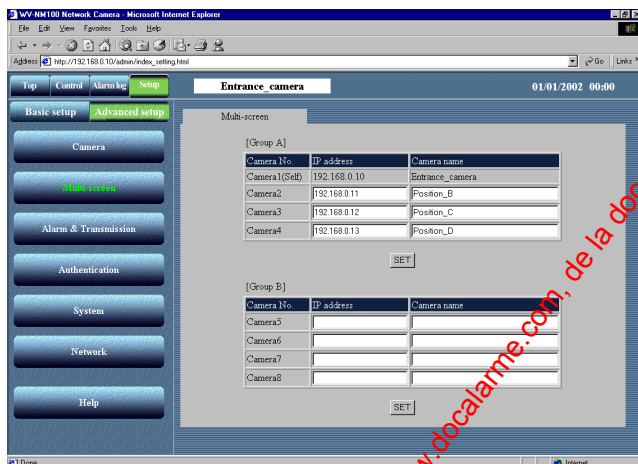 WV-NM100 Network Camera - Microsoft Internet Explorer
File Edit View Favorites Tools Help
Address http://192.168.0.10/admin/index_setting.html Go Links
Top Control Alarm log Setup Entrance_camera 01/01/2002 00:00
Basic setup Advanced setup
Multi-screen
Camera
Multi-screen
Alarm & Transmission
Authentication
System
Network
Help
[Group A]
Camera No. IP address Camera name
Camera1(Self) 192.168.0.10 Entrance_camera
Camera2 192.168.0.11 Position_B
Camera3 192.168.0.12 Position_C
Camera4 192.168.0.13 Position_D
SET
[Group B]
Camera No. IP address Camera name
Camera5
Camera6
Camera7
Camera8
SET
Done Internet
www.docalarme.com, de la doc